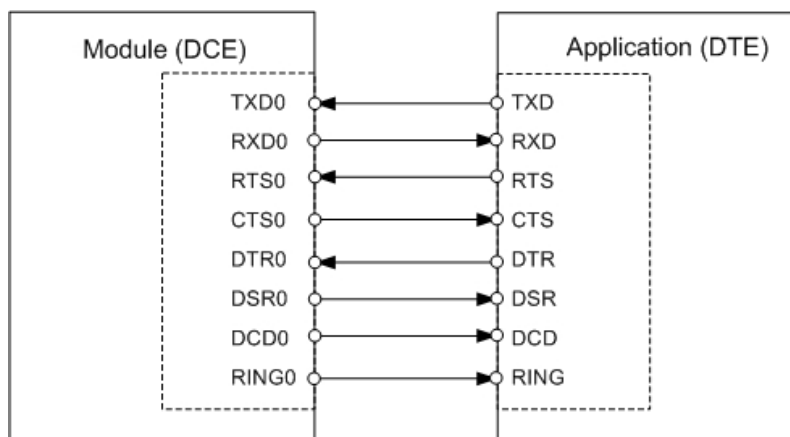 Module (DCE)
Application (DTE)
TXD0
TXD
RXD0
RXD
RTS0
RTS
CTS0
CTS
DTR0
DTR
DSR0
DSR
DCD0
DCD
RING0
RING